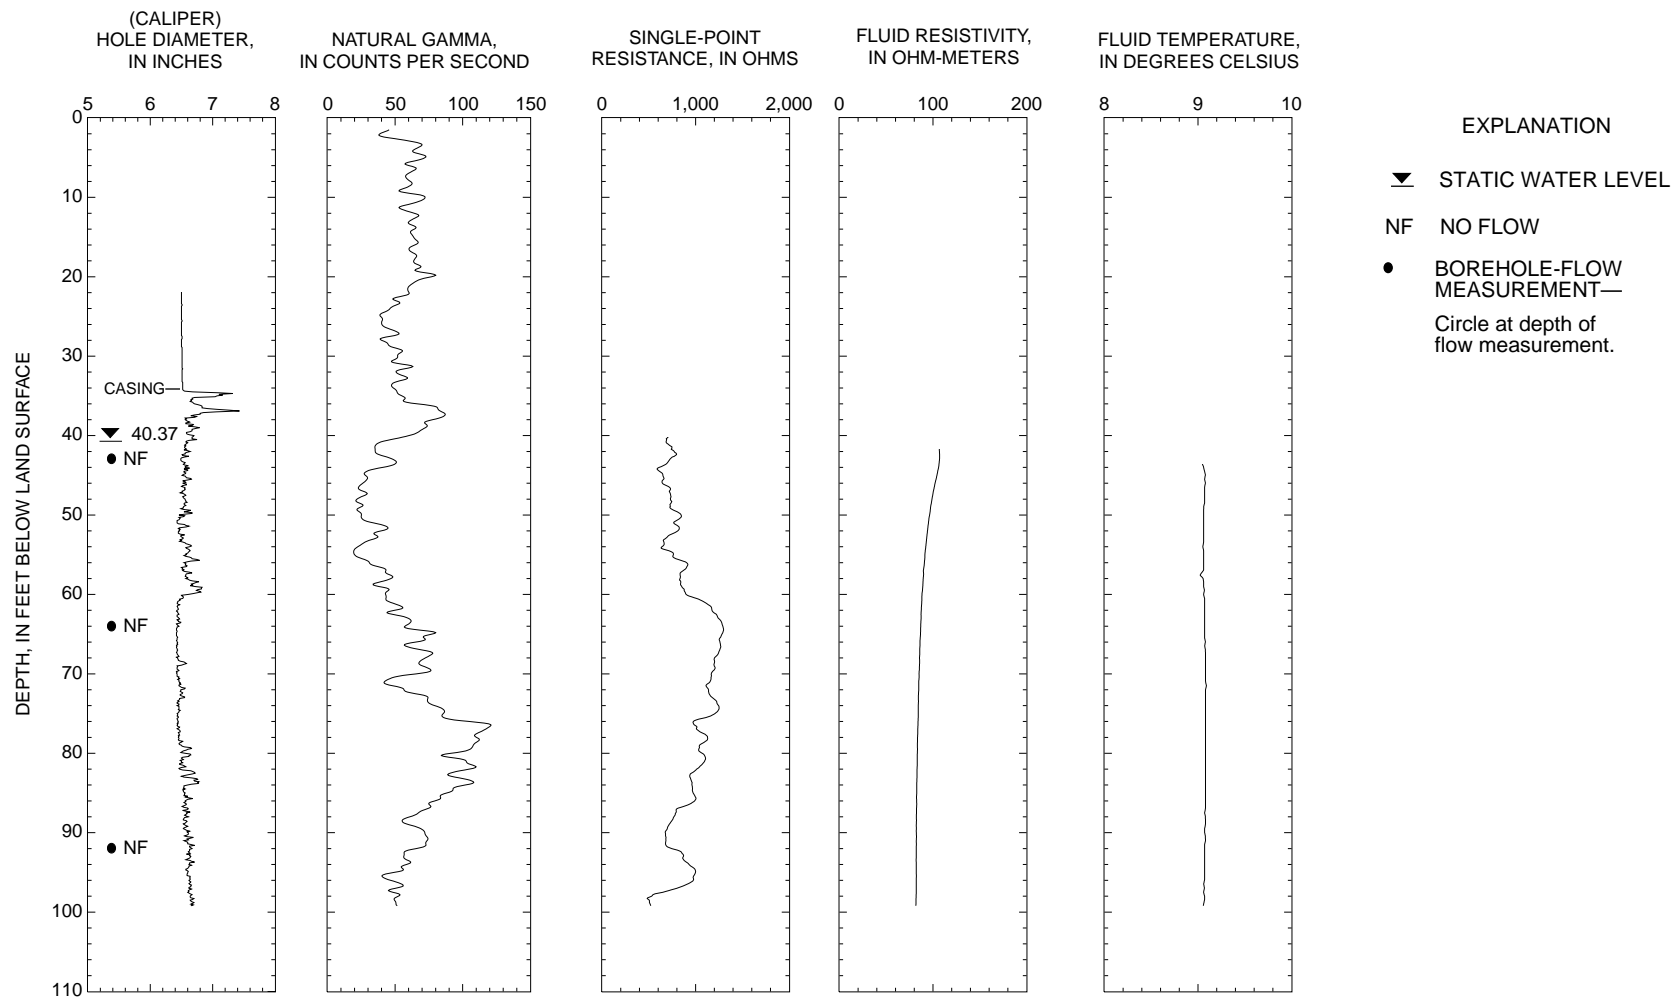 (CALIPER)
HOLE DIAMETER,
IN INCHES
NATURAL GAMMA,
IN COUNTS PER SECOND
SINGLE-POINT
RESISTANCE, IN OHMS
FLUID RESISTIVITY,
IN OHM-METERS
FLUID TEMPERATURE,
IN DEGREES CELSIUS
5 6 7 8
0 50 100 150
0 1,000 2,000
0 100 200
8 9 10
0
10
20
30
40
50
60
70
80
90
100
110
DEPTH, IN FEET BELOW LAND SURFACE
CASING
40.37
NF
NF
NF
EXPLANATION
STATIC WATER LEVEL
NF NO FLOW
BOREHOLE-FLOW
MEASUREMENT—
Circle at depth of
flow measurement.